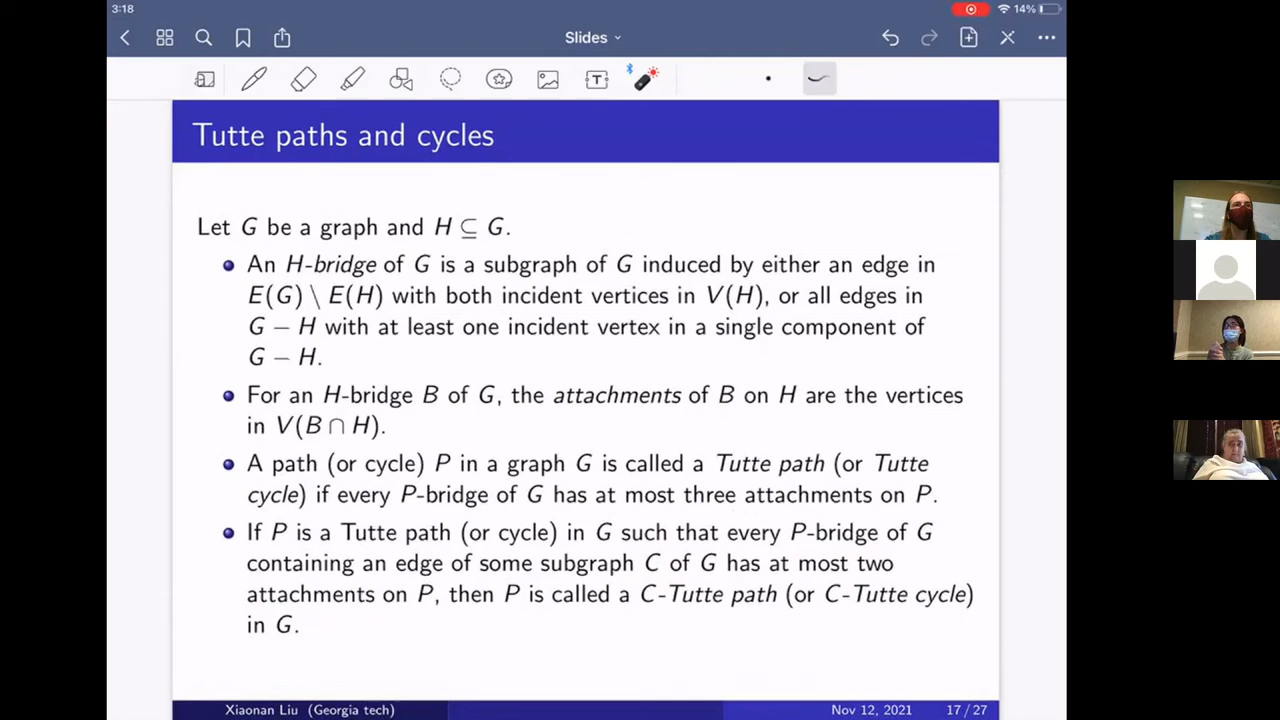 3:18
14%
Slides
T
Tutte paths and cycles
Let G be a graph and H ⊆ G.
An H-bridge of G is a subgraph of G induced by either an edge in
E(G) \ E(H) with both incident vertices in V(H), or all edges in
G − H with at least one incident vertex in a single component of
G − H.
For an H-bridge B of G, the attachments of B on H are the vertices
in V(B ∩ H).
A path (or cycle) P in a graph G is called a Tutte path (or Tutte
cycle) if every P-bridge of G has at most three attachments on P.
If P is a Tutte path (or cycle) in G such that every P-bridge of G
containing an edge of some subgraph C of G has at most two
attachments on P, then P is called a C-Tutte path (or C-Tutte cycle)
in G.
Xiaonan Liu (Georgia tech)
Nov 12, 2021
17 / 27